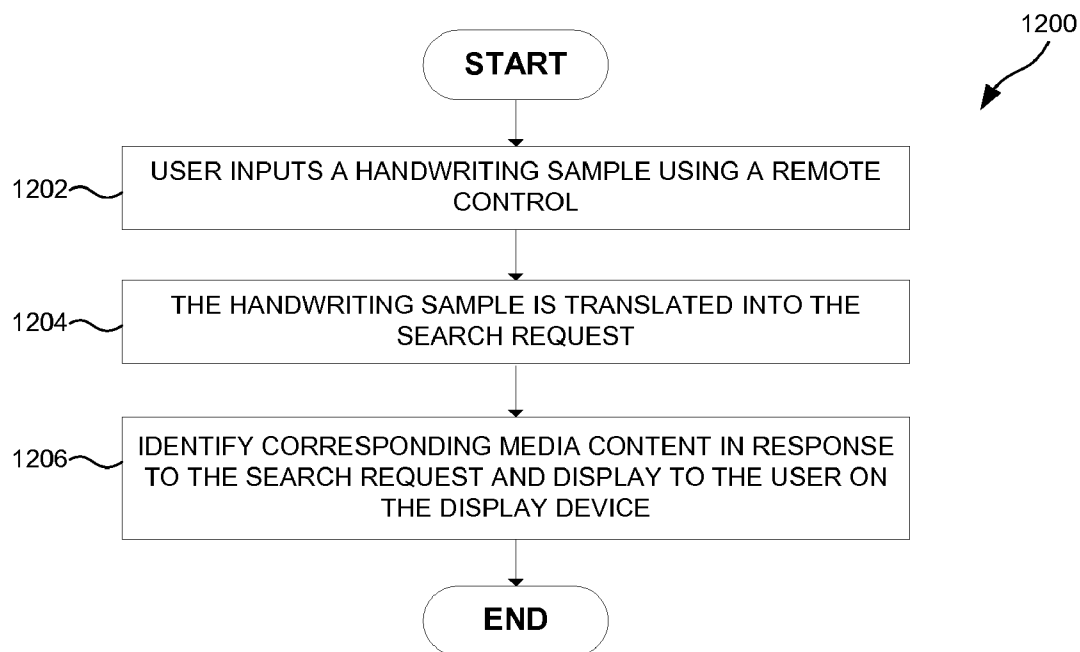 1200
START
1202
USER INPUTS A HANDWRITING SAMPLE USING A REMOTE
CONTROL
1204
THE HANDWRITING SAMPLE IS TRANSLATED INTO THE
SEARCH REQUEST
1206
IDENTIFY CORRESPONDING MEDIA CONTENT IN RESPONSE
TO THE SEARCH REQUEST AND DISPLAY TO THE USER ON
THE DISPLAY DEVICE
END